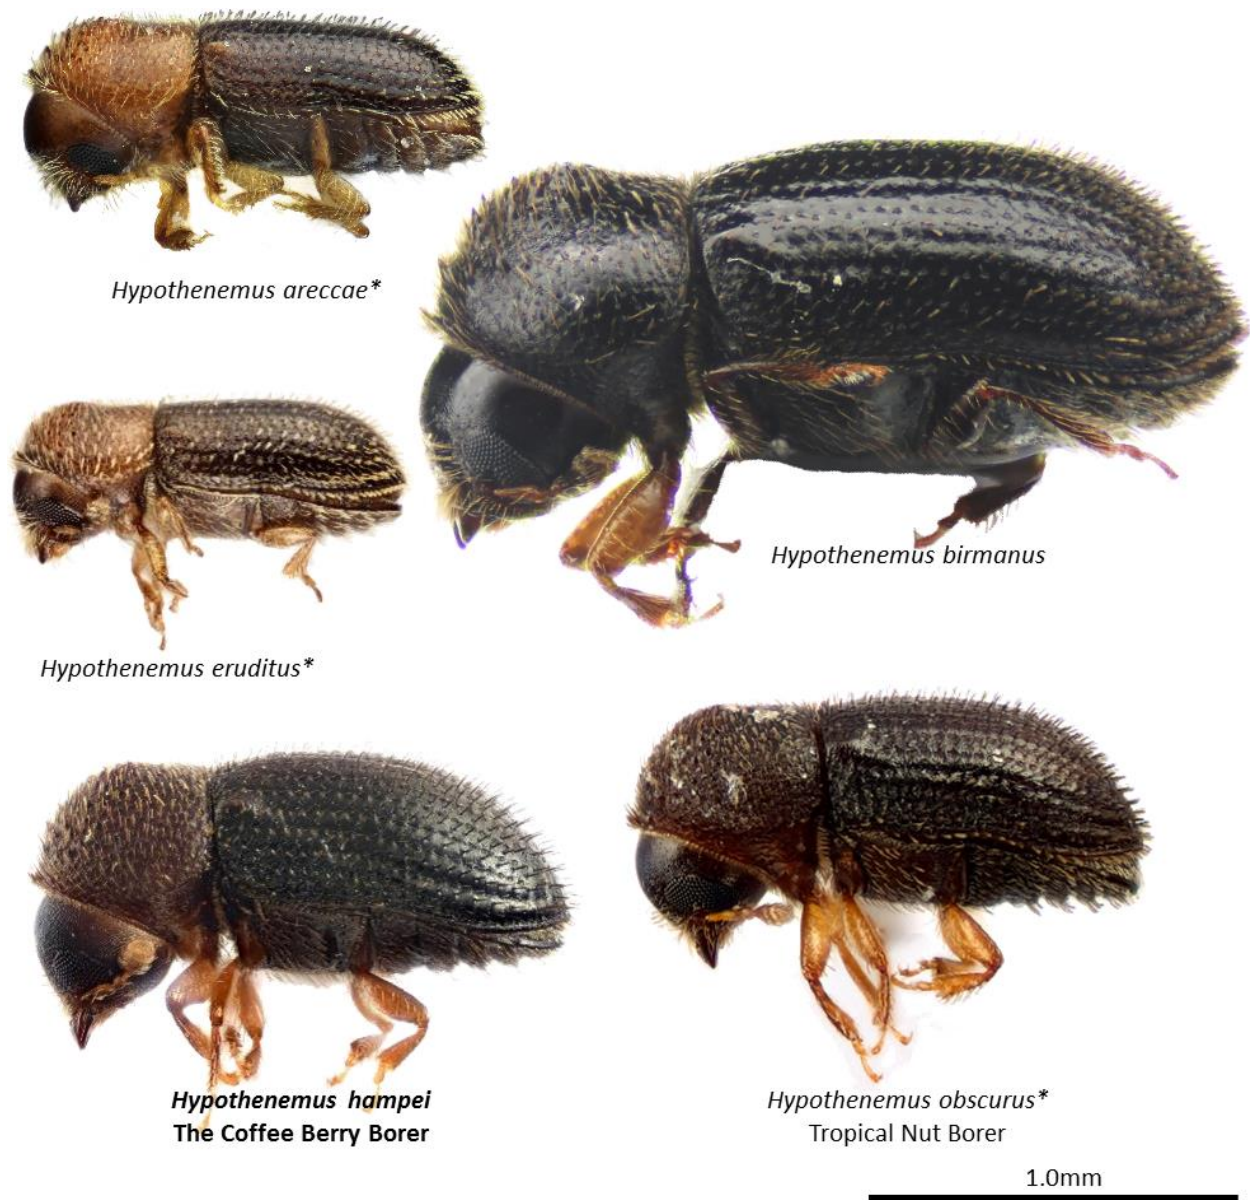 Hypothenemus areccae*
Hypothenemus birmanus
Hypothenemus eruditus*
Hypothenemus hampei
The Coffee Berry Borer
Hypothenemus obscurus*
Tropical Nut Borer
1.0mm